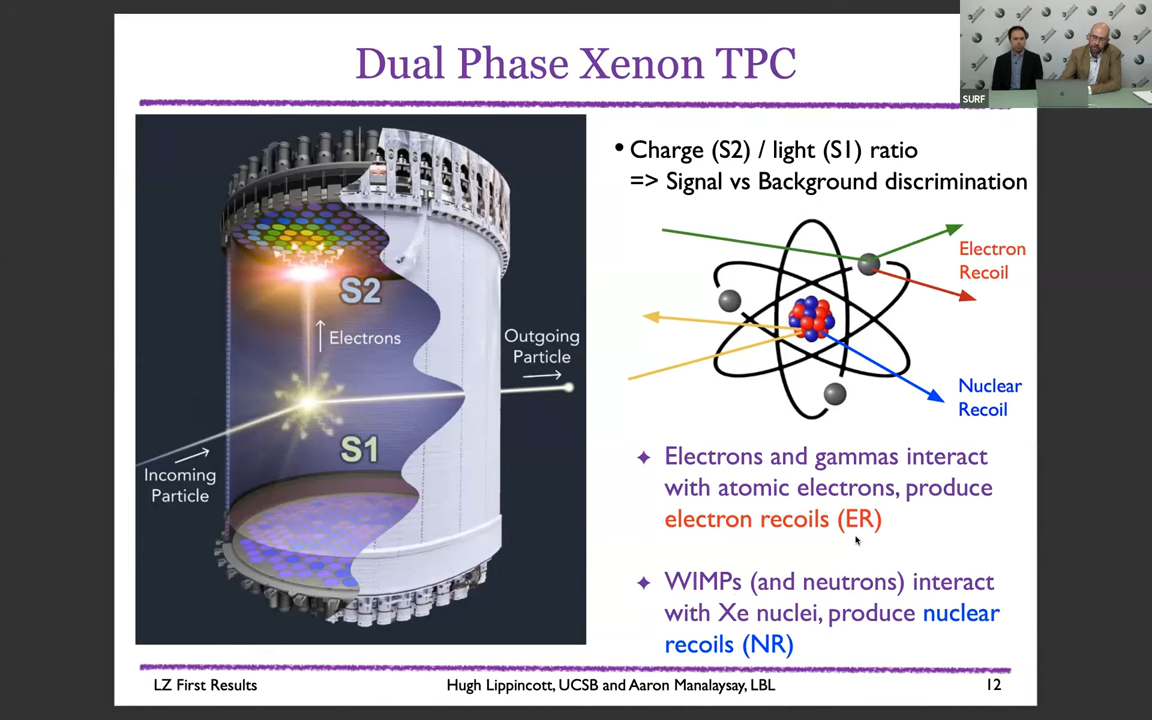 Dual Phase Xenon TPC
SURF
• Charge (S2) / light (S1) ratio
=> Signal vs Background discrimination
S2
Electrons
Outgoing
Particle
S1
Incoming
Particle
Electron
Recoil
Nuclear
Recoil
✦ Electrons and gammas interact
with atomic electrons, produce
electron recoils (ER)
✦ WIMPs (and neutrons) interact
with Xe nuclei, produce nuclear
recoils (NR)
LZ First Results
Hugh Lippincott, UCSB and Aaron Manalaysay, LBL
12